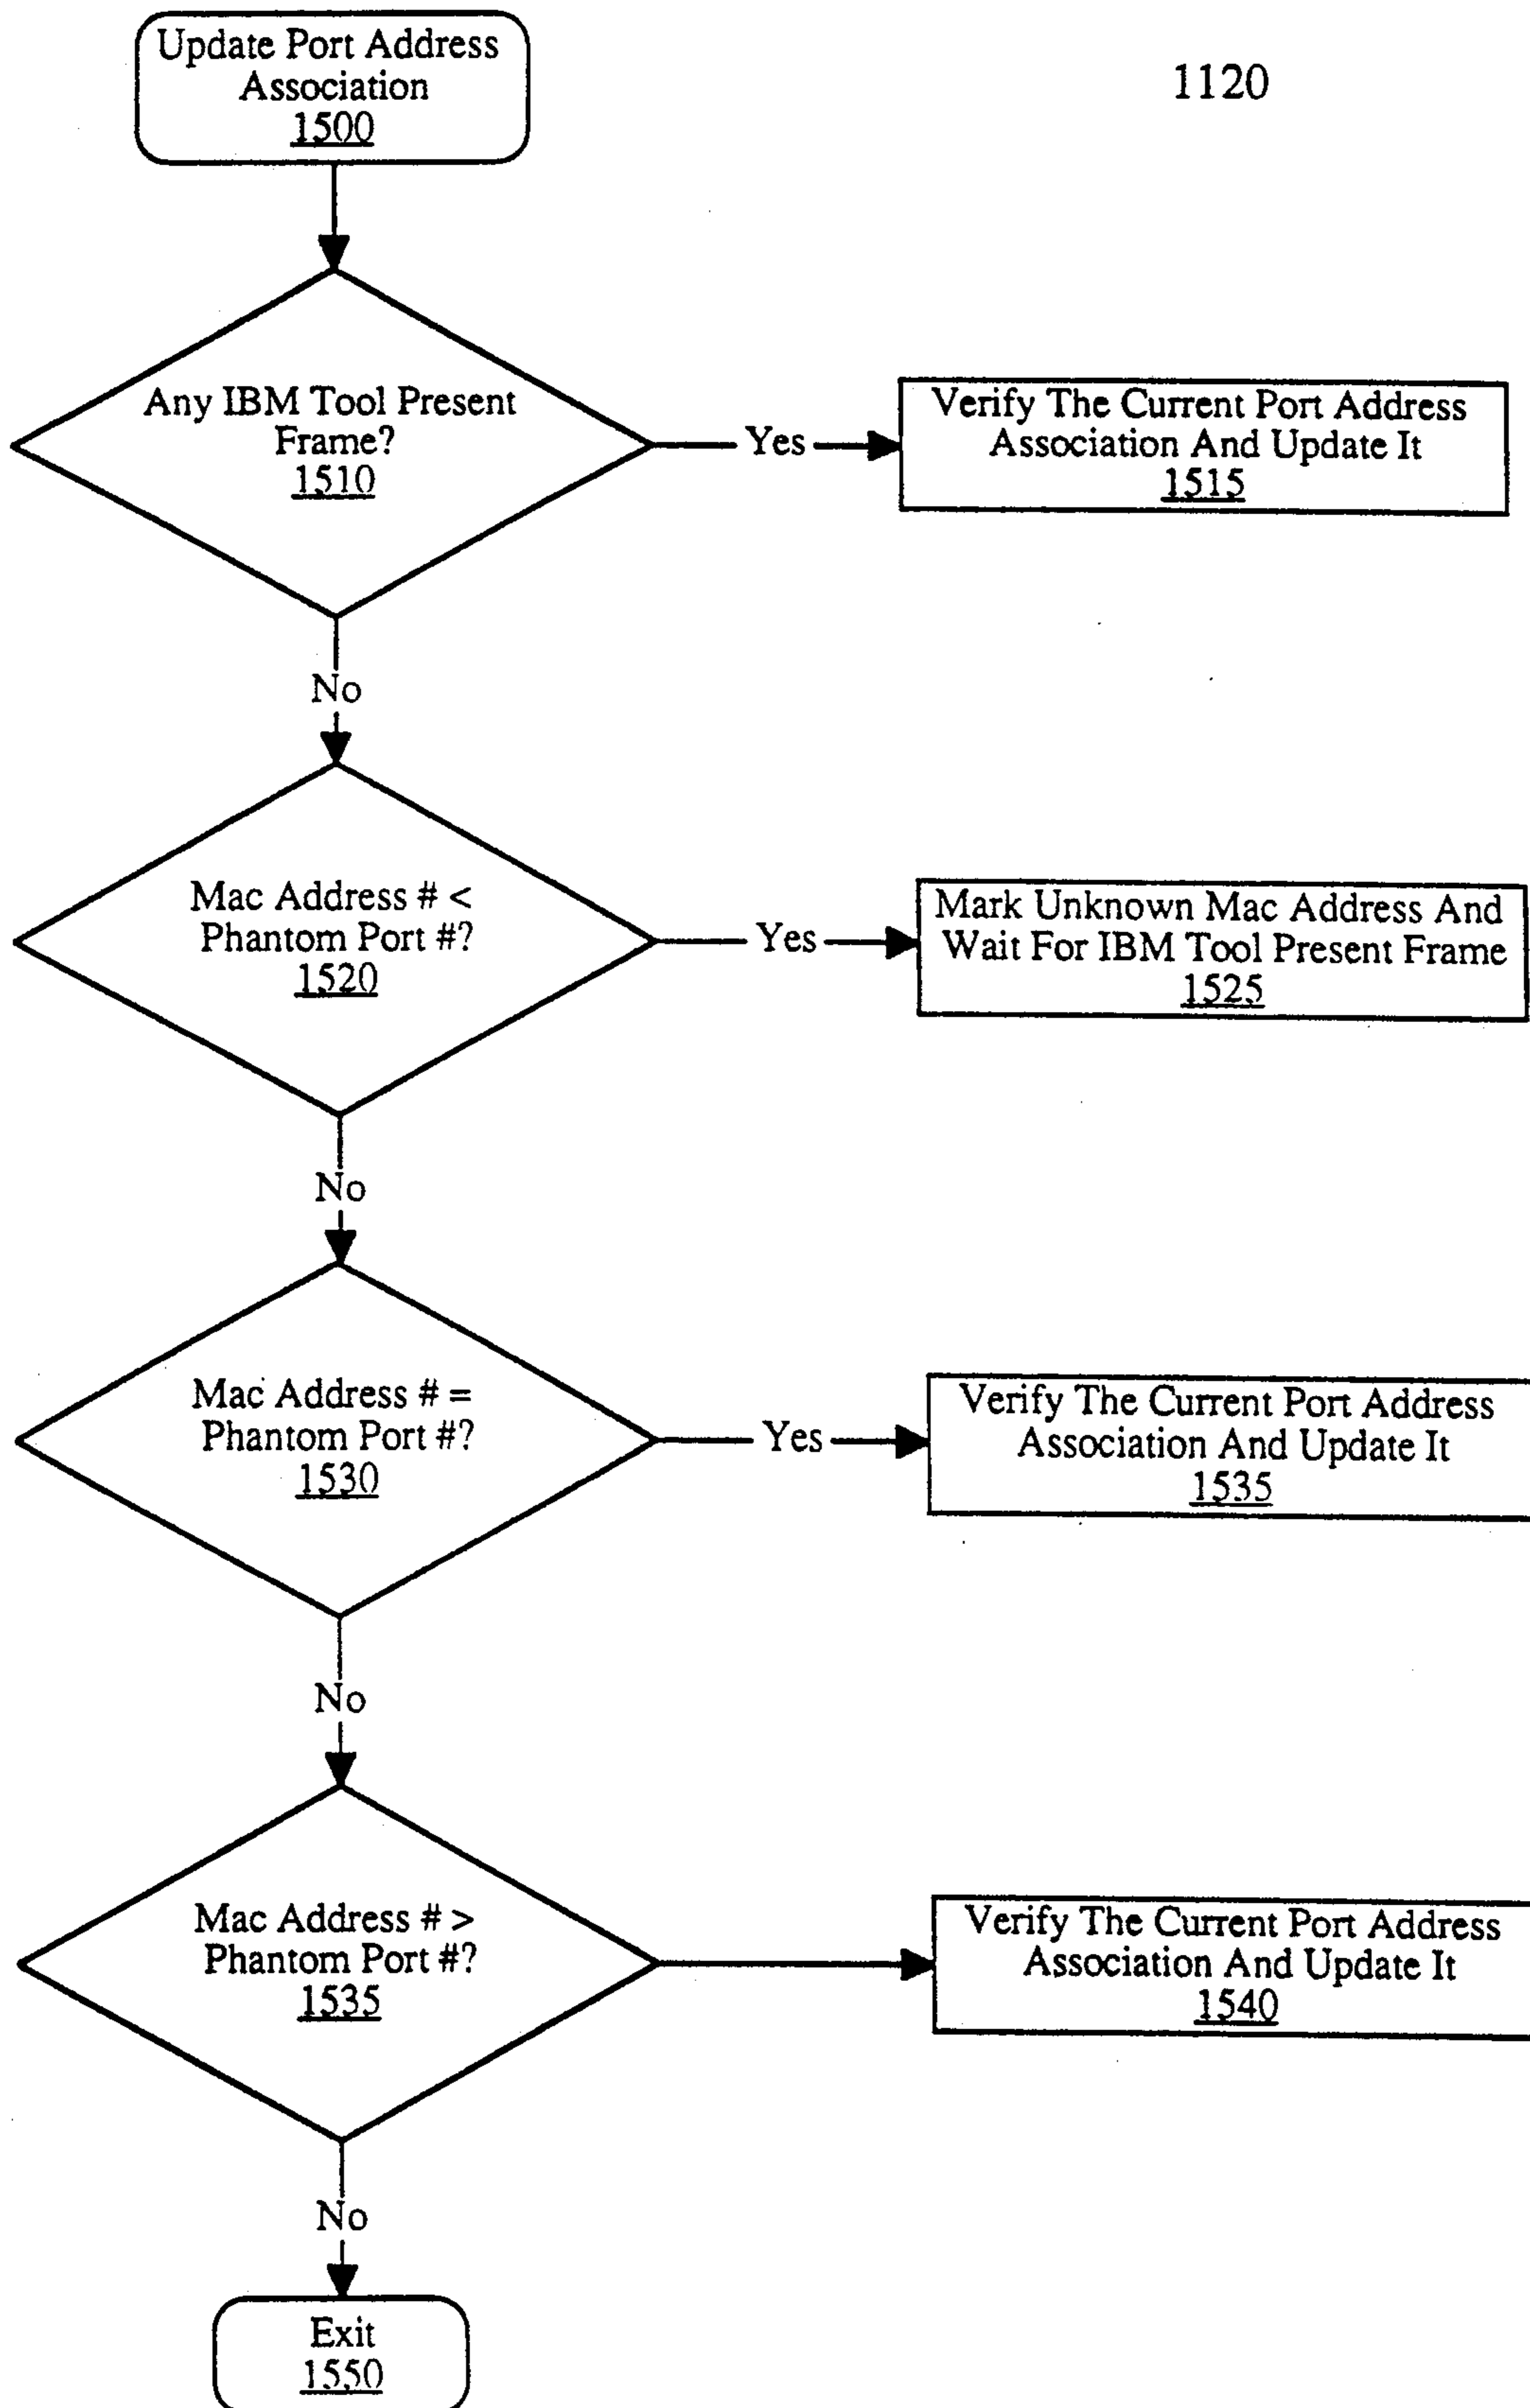 Update Port Address
Association
1500
1120
Any IBM Tool Present
Frame?
1510
Yes
Verify The Current Port Address
Association And Update It
1515
No
Mac Address # <
Phantom Port #?
1520
Yes
Mark Unknown Mac Address And
Wait For IBM Tool Present Frame
1525
No
Mac Address # =
Phantom Port #?
1530
Yes
Verify The Current Port Address
Association And Update It
1535
No
Mac Address # >
Phantom Port #?
1535
Verify The Current Port Address
Association And Update It
1540
No
Exit
1550